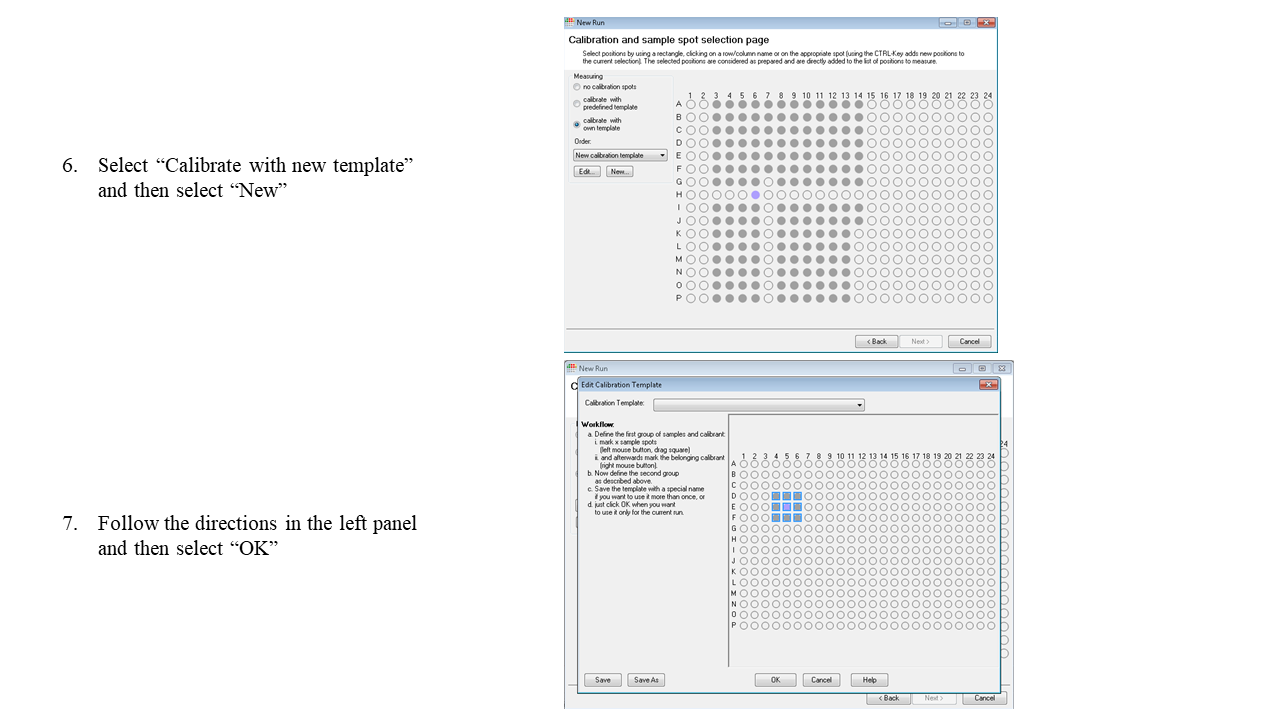 6. Select “Calibrate with new template”
and then select “New”
New Run
Calibration and sample spot selection page
Select positions by using a rectangle, clicking on a row/column name or on the appropriate spot (using the CTRL-Key adds new positions to
the current selection). The selected positions are considered as prepared and are directly added to the list of positions to measure.
Measuring
no calibration spots
calibrate with
predefined template
calibrate with
own template
Order:
New calibration template
Edit... New...
1 2 3 4 5 6 7 8 9 10 11 12 13 14 15 16 17 18 19 20 21 22 23 24
A
B
C
D
E
F
G
H
I
J
K
L
M
N
O
P
< Back Next > Cancel
7. Follow the directions in the left panel
and then select “OK”
New Run
C
Edit Calibration Template
Calibration Template:
Workflow:
a. Define the first group of samples and calibrant:
i. mark x sample spots
(left mouse button, drag square)
ii. and afterwards mark the belonging calibrant
(right mouse button).
b. Now define the second group
as described above.
c. Save the template with a special name
if you want to use it more than once, or
d. just click OK when you want
to use it only for the current run.
1 2 3 4 5 6 7 8 9 10 11 12 13 14 15 16 17 18 19 20 21 22 23 24
A
B
C
D
E
F
G
H
I
J
K
L
M
N
O
P
24
Save Save As OK Cancel Help
< Back Next > Cancel